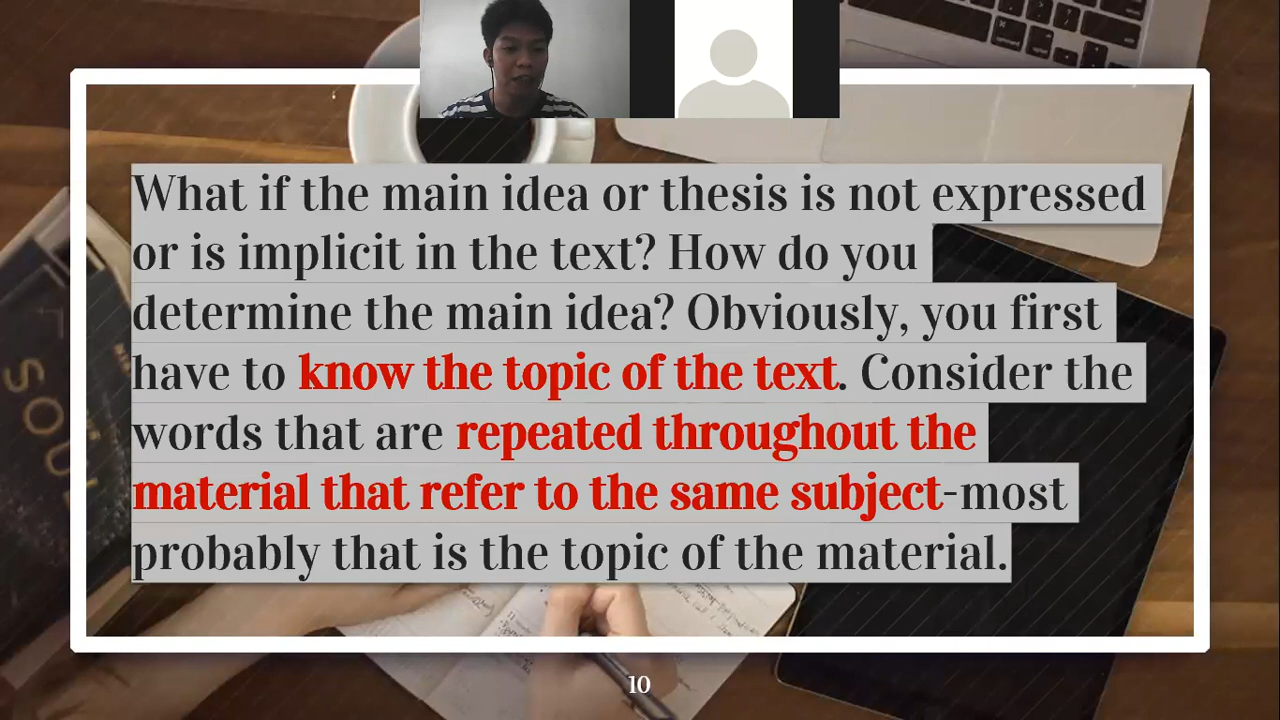 What if the main idea or thesis is not expressed
or is implicit in the text? How do you
determine the main idea? Obviously, you first
have to know the topic of the text. Consider the
words that are repeated throughout the
material that refer to the same subject-most
probably that is the topic of the material.
SOUL
10